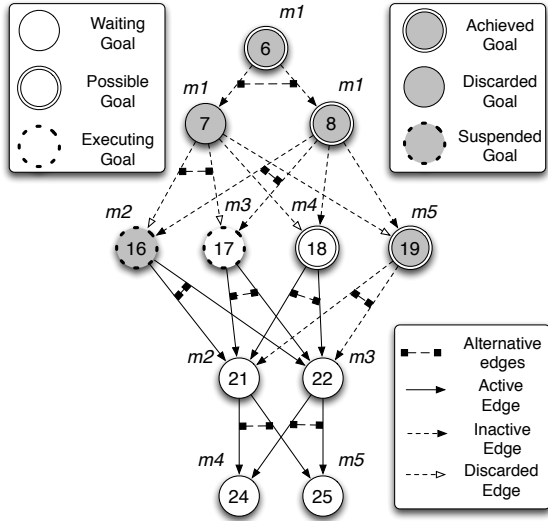 Waiting
Goal
Possible
Goal
Executing
Goal
m1
6
Achieved
Goal
Discarded
Goal
Suspended
Goal
m1
7
m1
8
m2
16
m3
17
m4
18
m5
19
m2
21
m3
22
m4
24
m5
25
Alternative
edges
Active
Edge
Inactive
Edge
Discarded
Edge